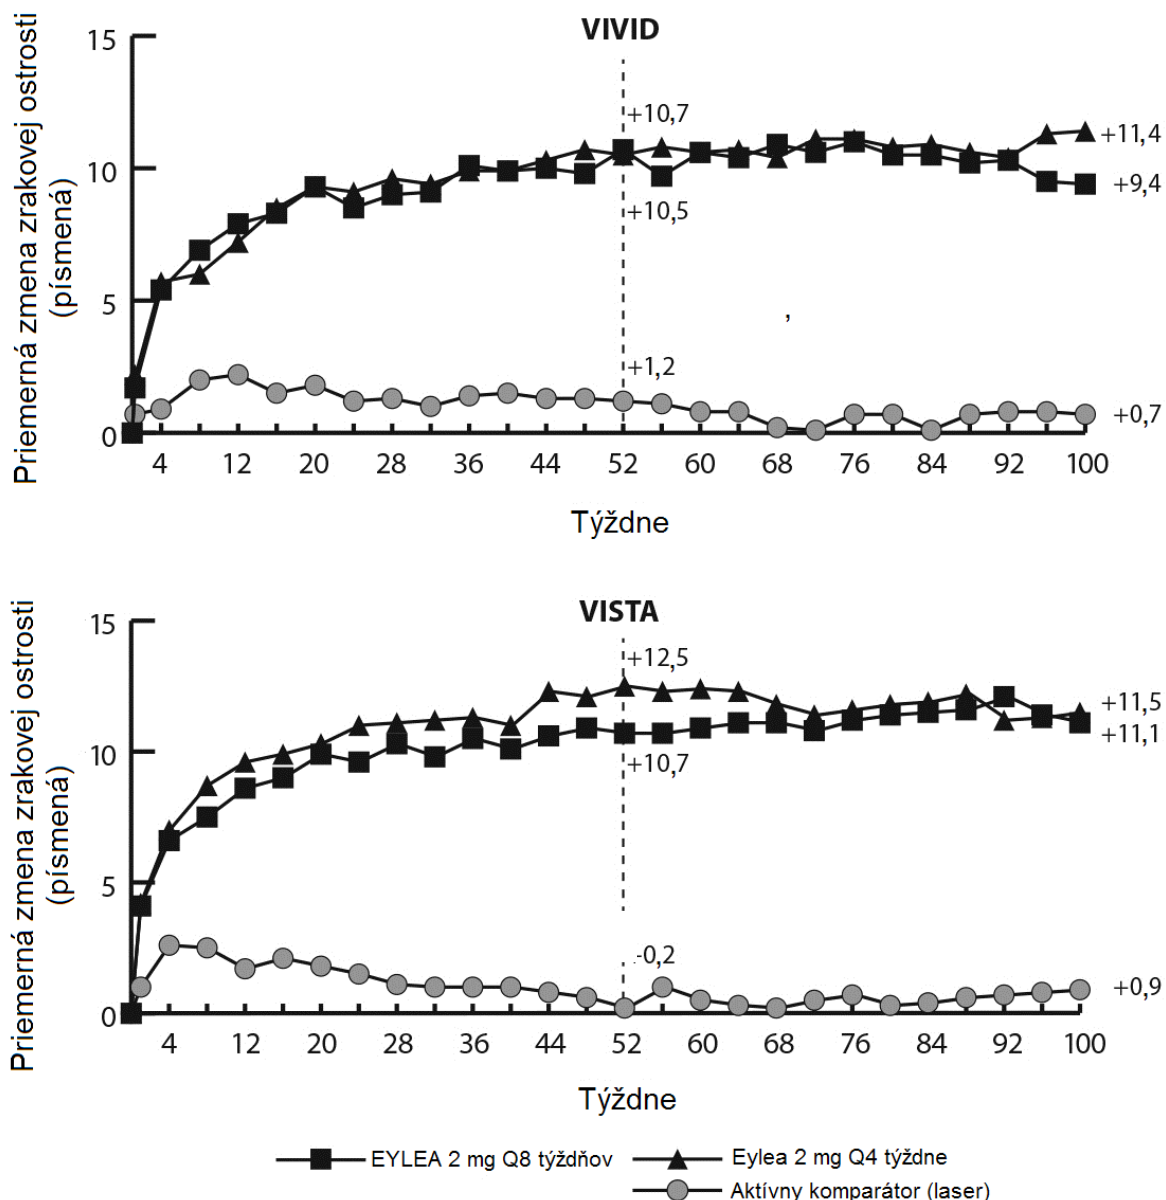 VIVID
Priemerná zmena zrakovej ostrosti
(písmená)
15
10
5
0
+10,7
+10,5
+1,2
+11,4
+9,4
+0,7
,
4 12 20 28 36 44 52 60 68 76 84 92 100
Týždne
VISTA
Priemerná zmena zrakovej ostrosti
(písmená)
15
10
5
0
+12,5
+10,7
-0,2
+11,5
+11,1
+0,9
4 12 20 28 36 44 52 60 68 76 84 92 100
Týždne
EYLEA 2 mg Q8 týždňov
Eylea 2 mg Q4 týždne
Aktívny komparátor (laser)